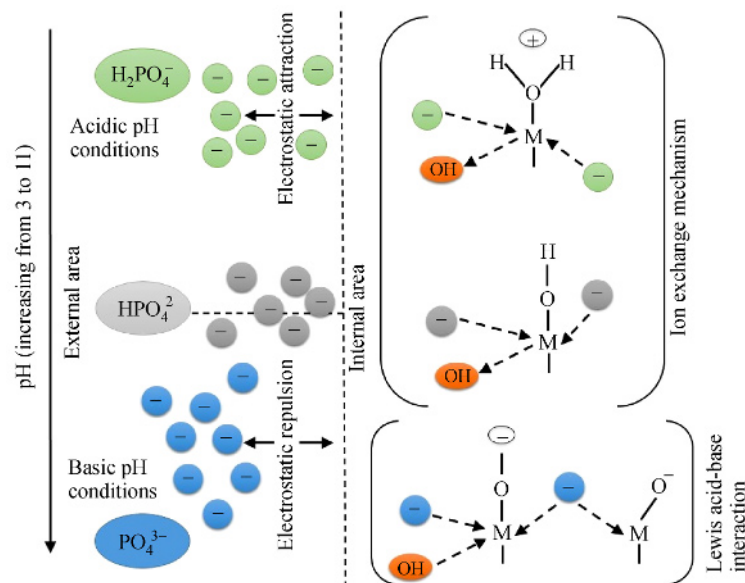 pH (increasing from 3 to 11)
External area
H₂PO₄⁻
Acidic pH
conditions
− − −
−
− −
−
Electrostatic attraction
HPO₄²
− −
− −
− −
Basic pH
conditions
−
− −
− −
− −
−
PO₄³⁻
Electrostatic repulsion
Internal area
+
H H
O
−
M
OH
−
H
O
−
−
M
OH
Ion exchange mechanism
−
O
−
−
O⁻
M
M
OH
Lewis acid-base
interaction